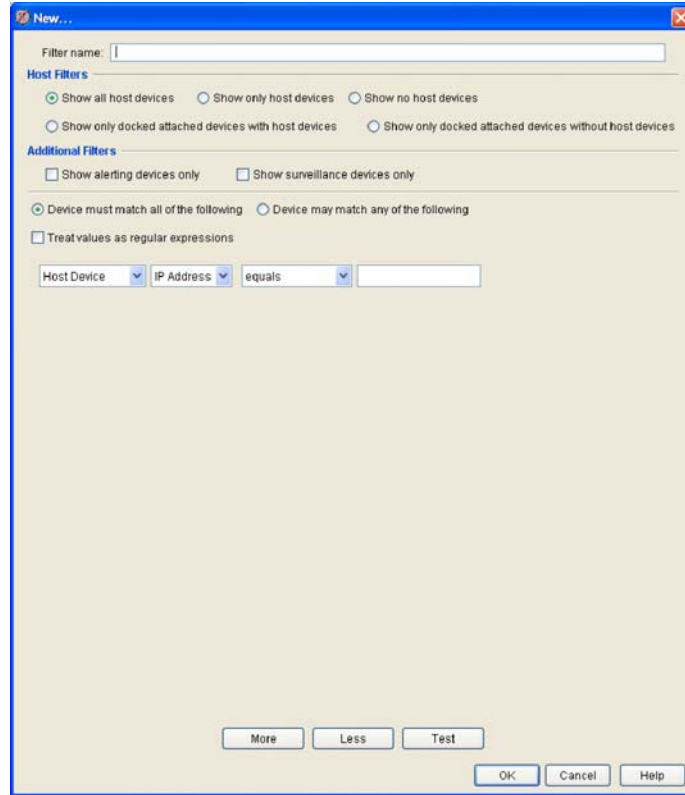 New...
Filter name:
Host Filters
Show all host devices Show only host devices Show no host devices
Show only docked attached devices with host devices Show only docked attached devices without host devices
Additional Filters
Show alerting devices only Show surveillance devices only
Device must match all of the following Device may match any of the following
Treat values as regular expressions
Host Device IP Address equals
More Less Test
OK Cancel Help